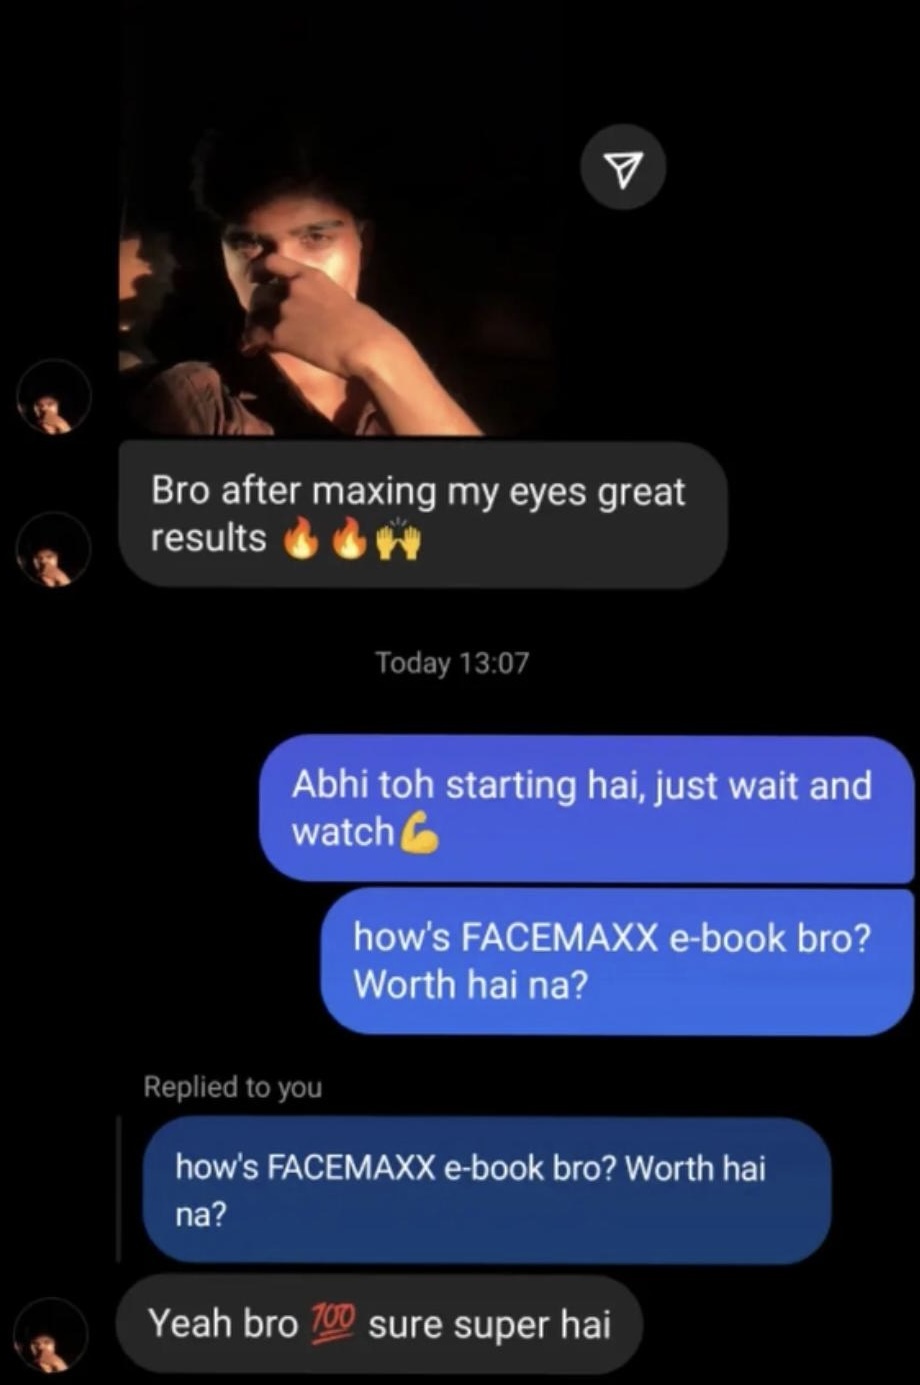 Bro after maxing my eyes great
results 🔥🔥🙌
Today 13:07
Abhi toh starting hai, just wait and
watch💪
how's FACEMAXX e-book bro?
Worth hai na?
Replied to you
how's FACEMAXX e-book bro? Worth hai
na?
Yeah bro 💯 sure super hai